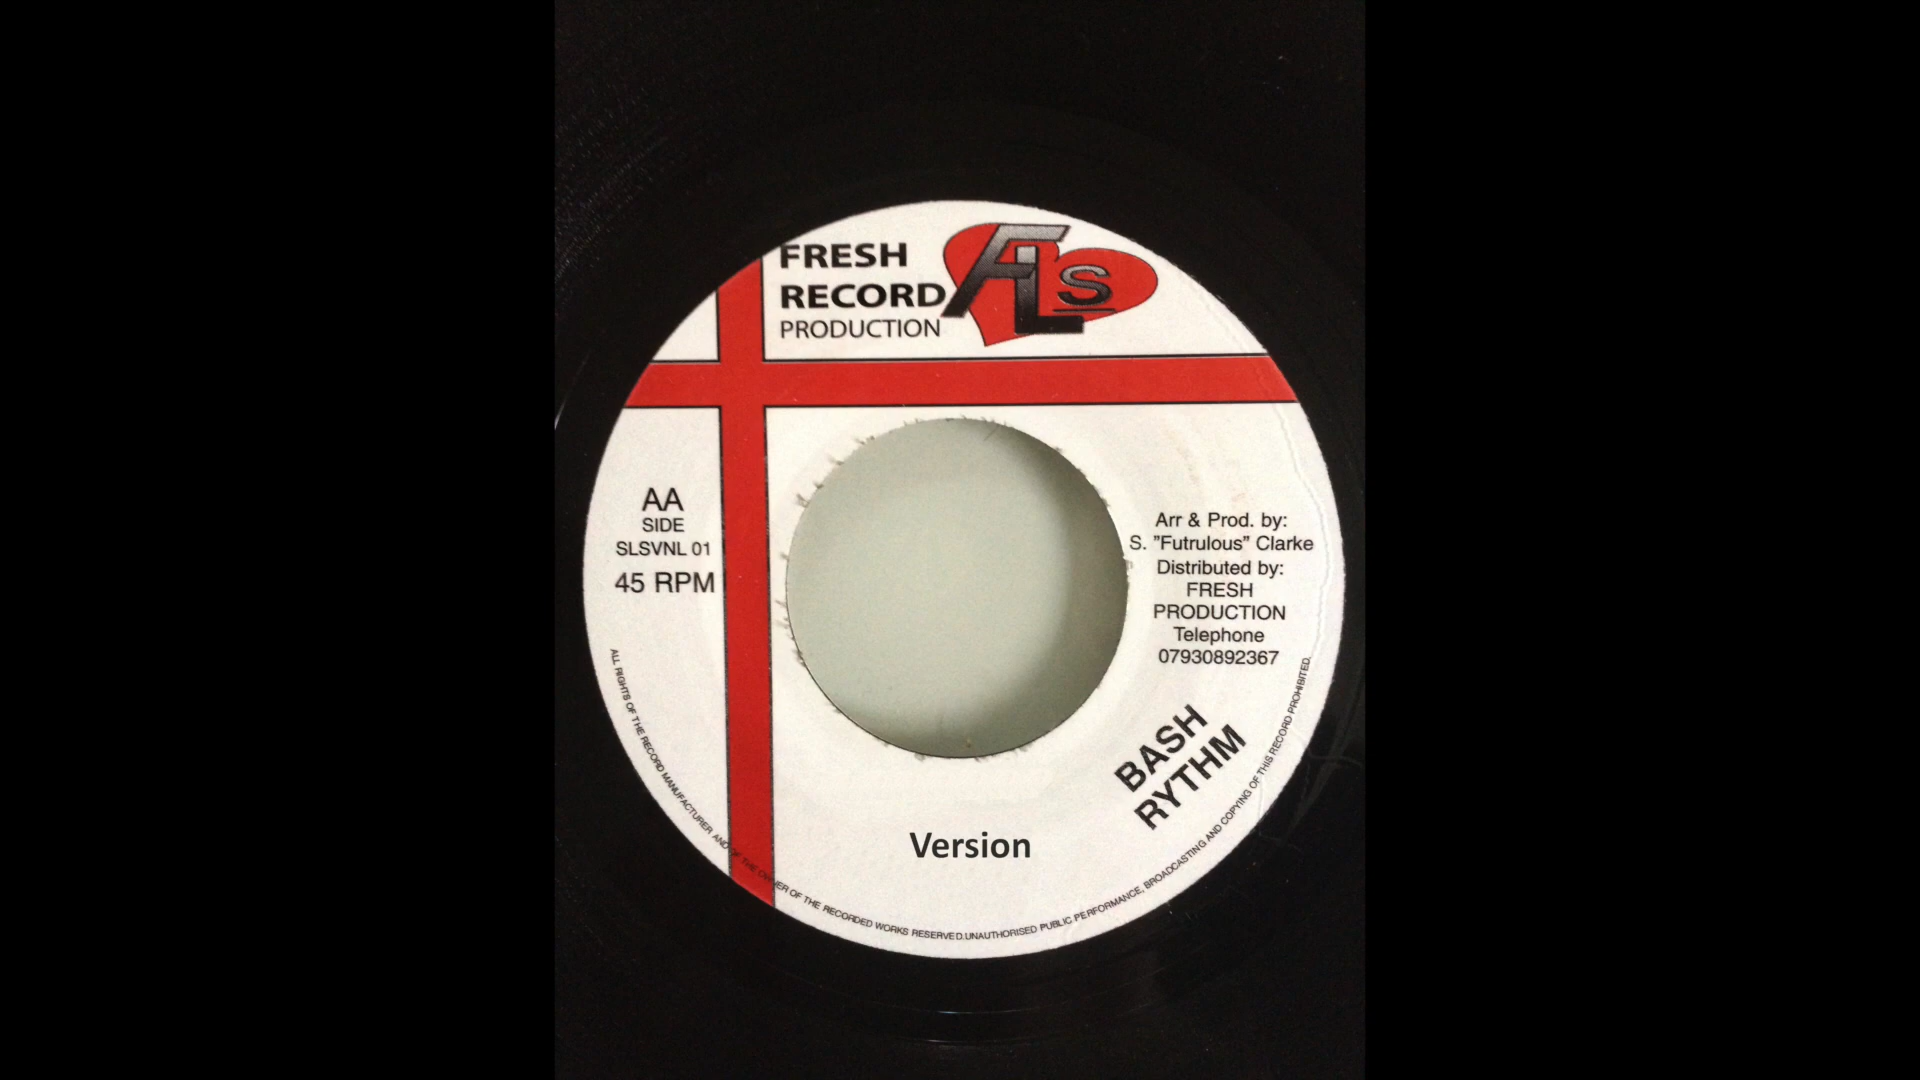 FRESH
RECORD
PRODUCTION
FLS
AA
SIDE
SLSVNL 01
45 RPM
Arr & Prod. by:
S. "Futrulous" Clarke
Distributed by:
FRESH
PRODUCTION
Telephone
07930892367
BASH
RYTHM
Version
ALL RIGHTS OF THE RECORD MANUFACTURER AND OF THE OWNER OF THE RECORDED WORKS RESERVED.UNAUTHORISED PUBLIC PERFORMANCE, BROADCASTING AND COPYING OF THIS RECORD PROHIBITED.